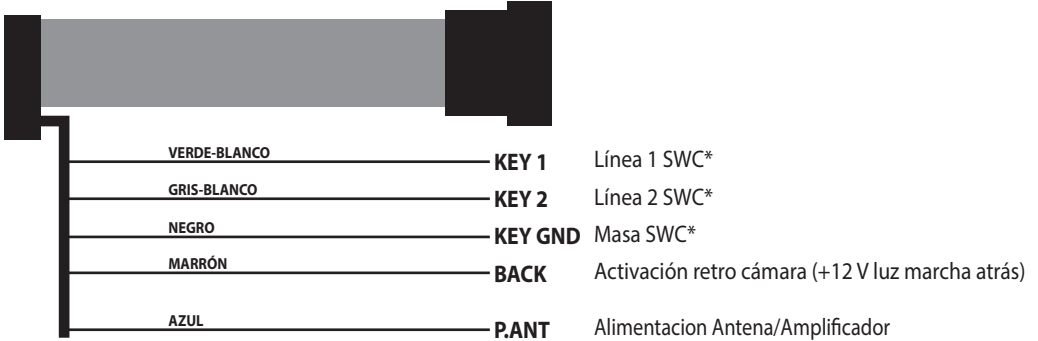 VERDE-BLANCO KEY 1 Línea 1 SWC*
GRIS-BLANCO KEY 2 Línea 2 SWC*
NEGRO KEY GND Masa SWC*
MARRÓN BACK Activación retro cámara (+12 V luz marcha atrás)
AZUL P.ANT Alimentacion Antena/Amplificador